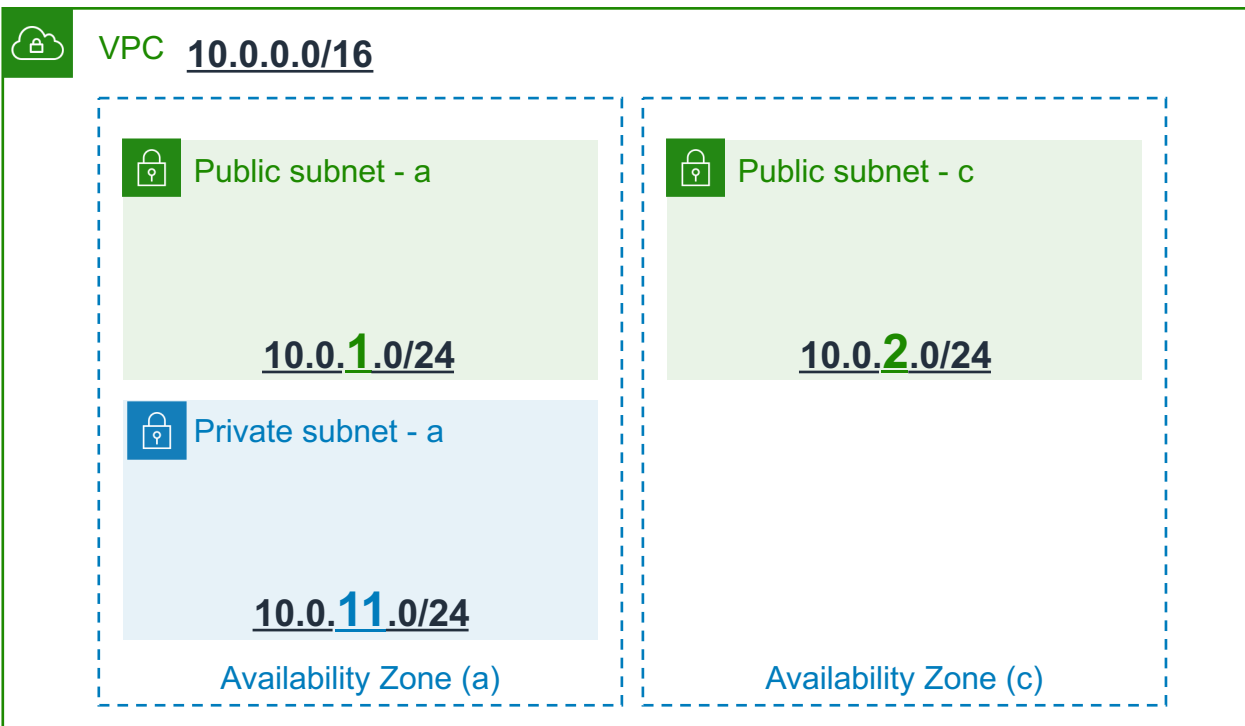 VPC 10.0.0.0/16
Public subnet - a
10.0.1.0/24
Private subnet - a
10.0.11.0/24
Availability Zone (a)
Public subnet - c
10.0.2.0/24
Availability Zone (c)